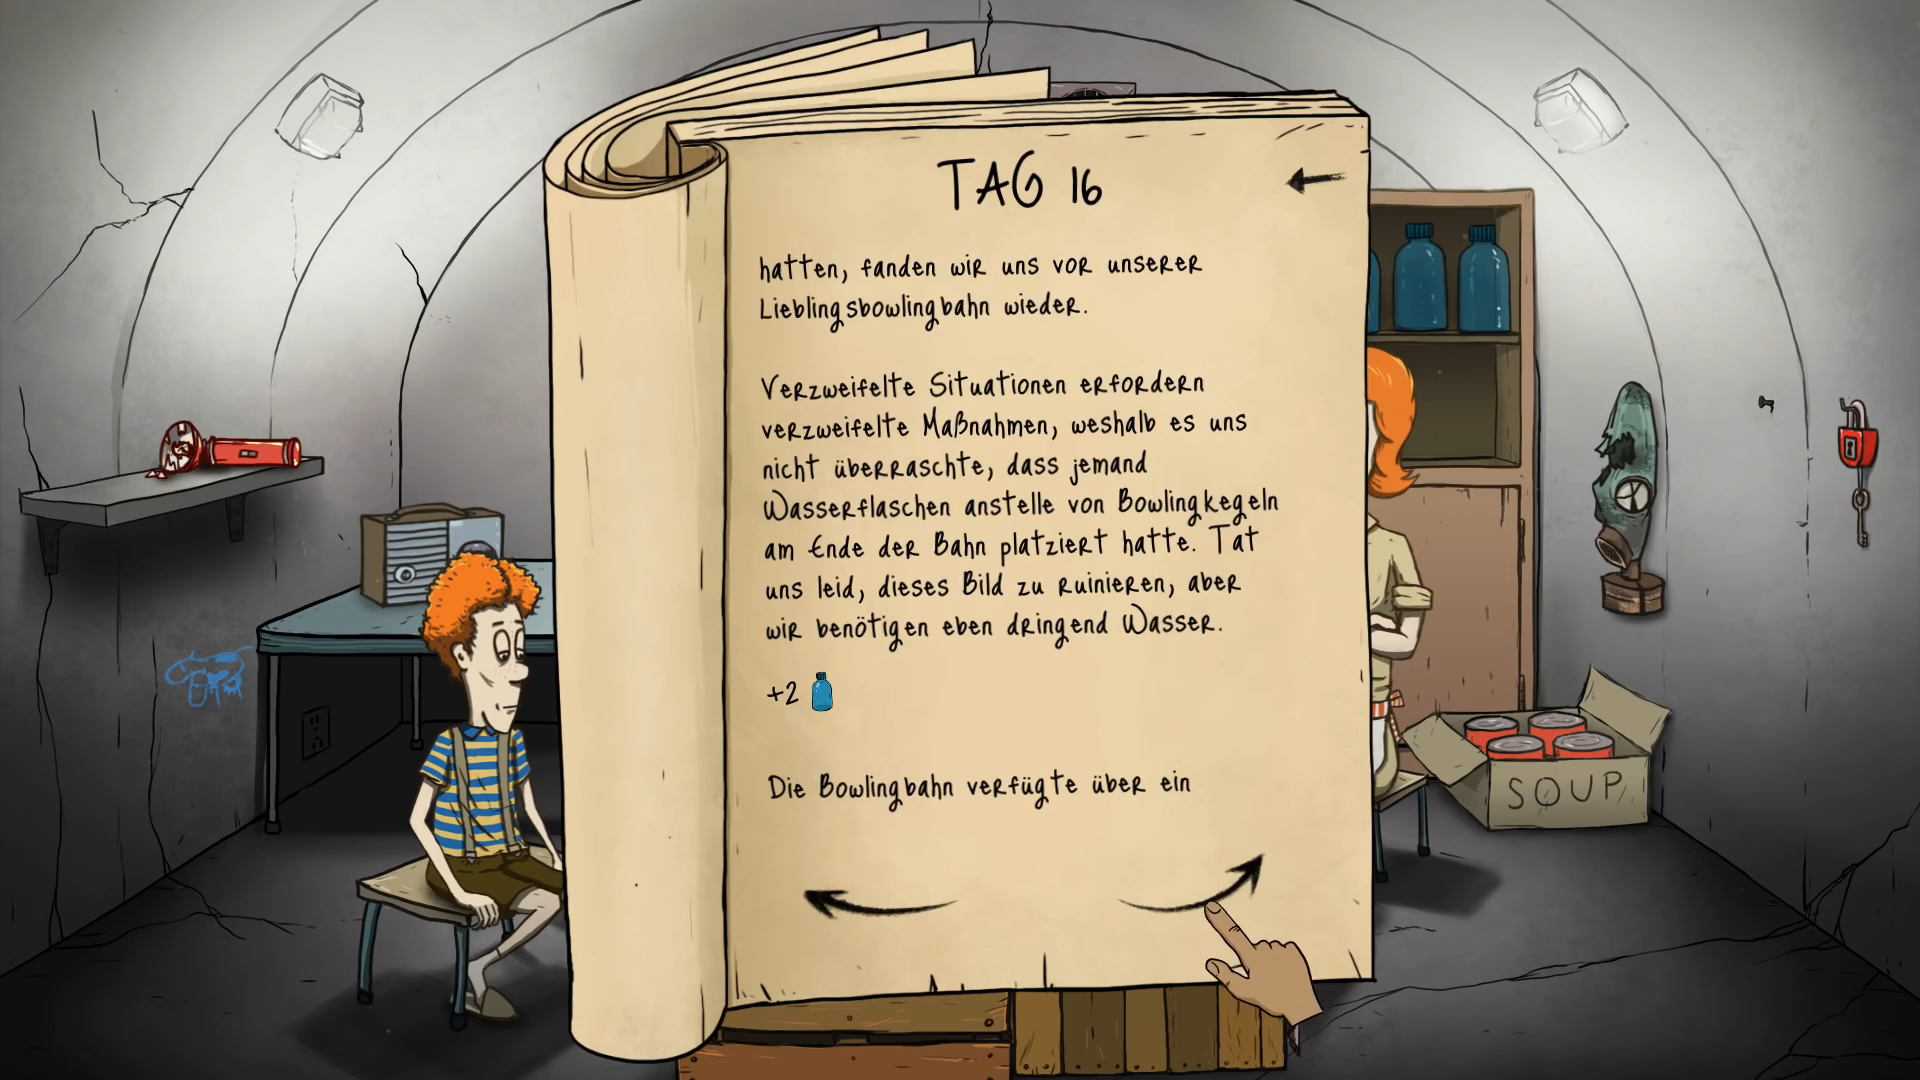 TAG 16
hatten, fanden wir uns vor unserer
Lieblingsbowlingbahn wieder.
Verzweifelte Situationen erfordern
verzweifelte Maßnahmen, weshalb es uns
nicht überraschte, dass jemand
Wasserflaschen anstelle von Bowlingkegeln
am Ende der Bahn platziert hatte. Tat
uns leid, dieses Bild zu ruinieren, aber
wir benötigen eben dringend Wasser.
+2
Die Bowlingbahn verfügte über ein
SOUP